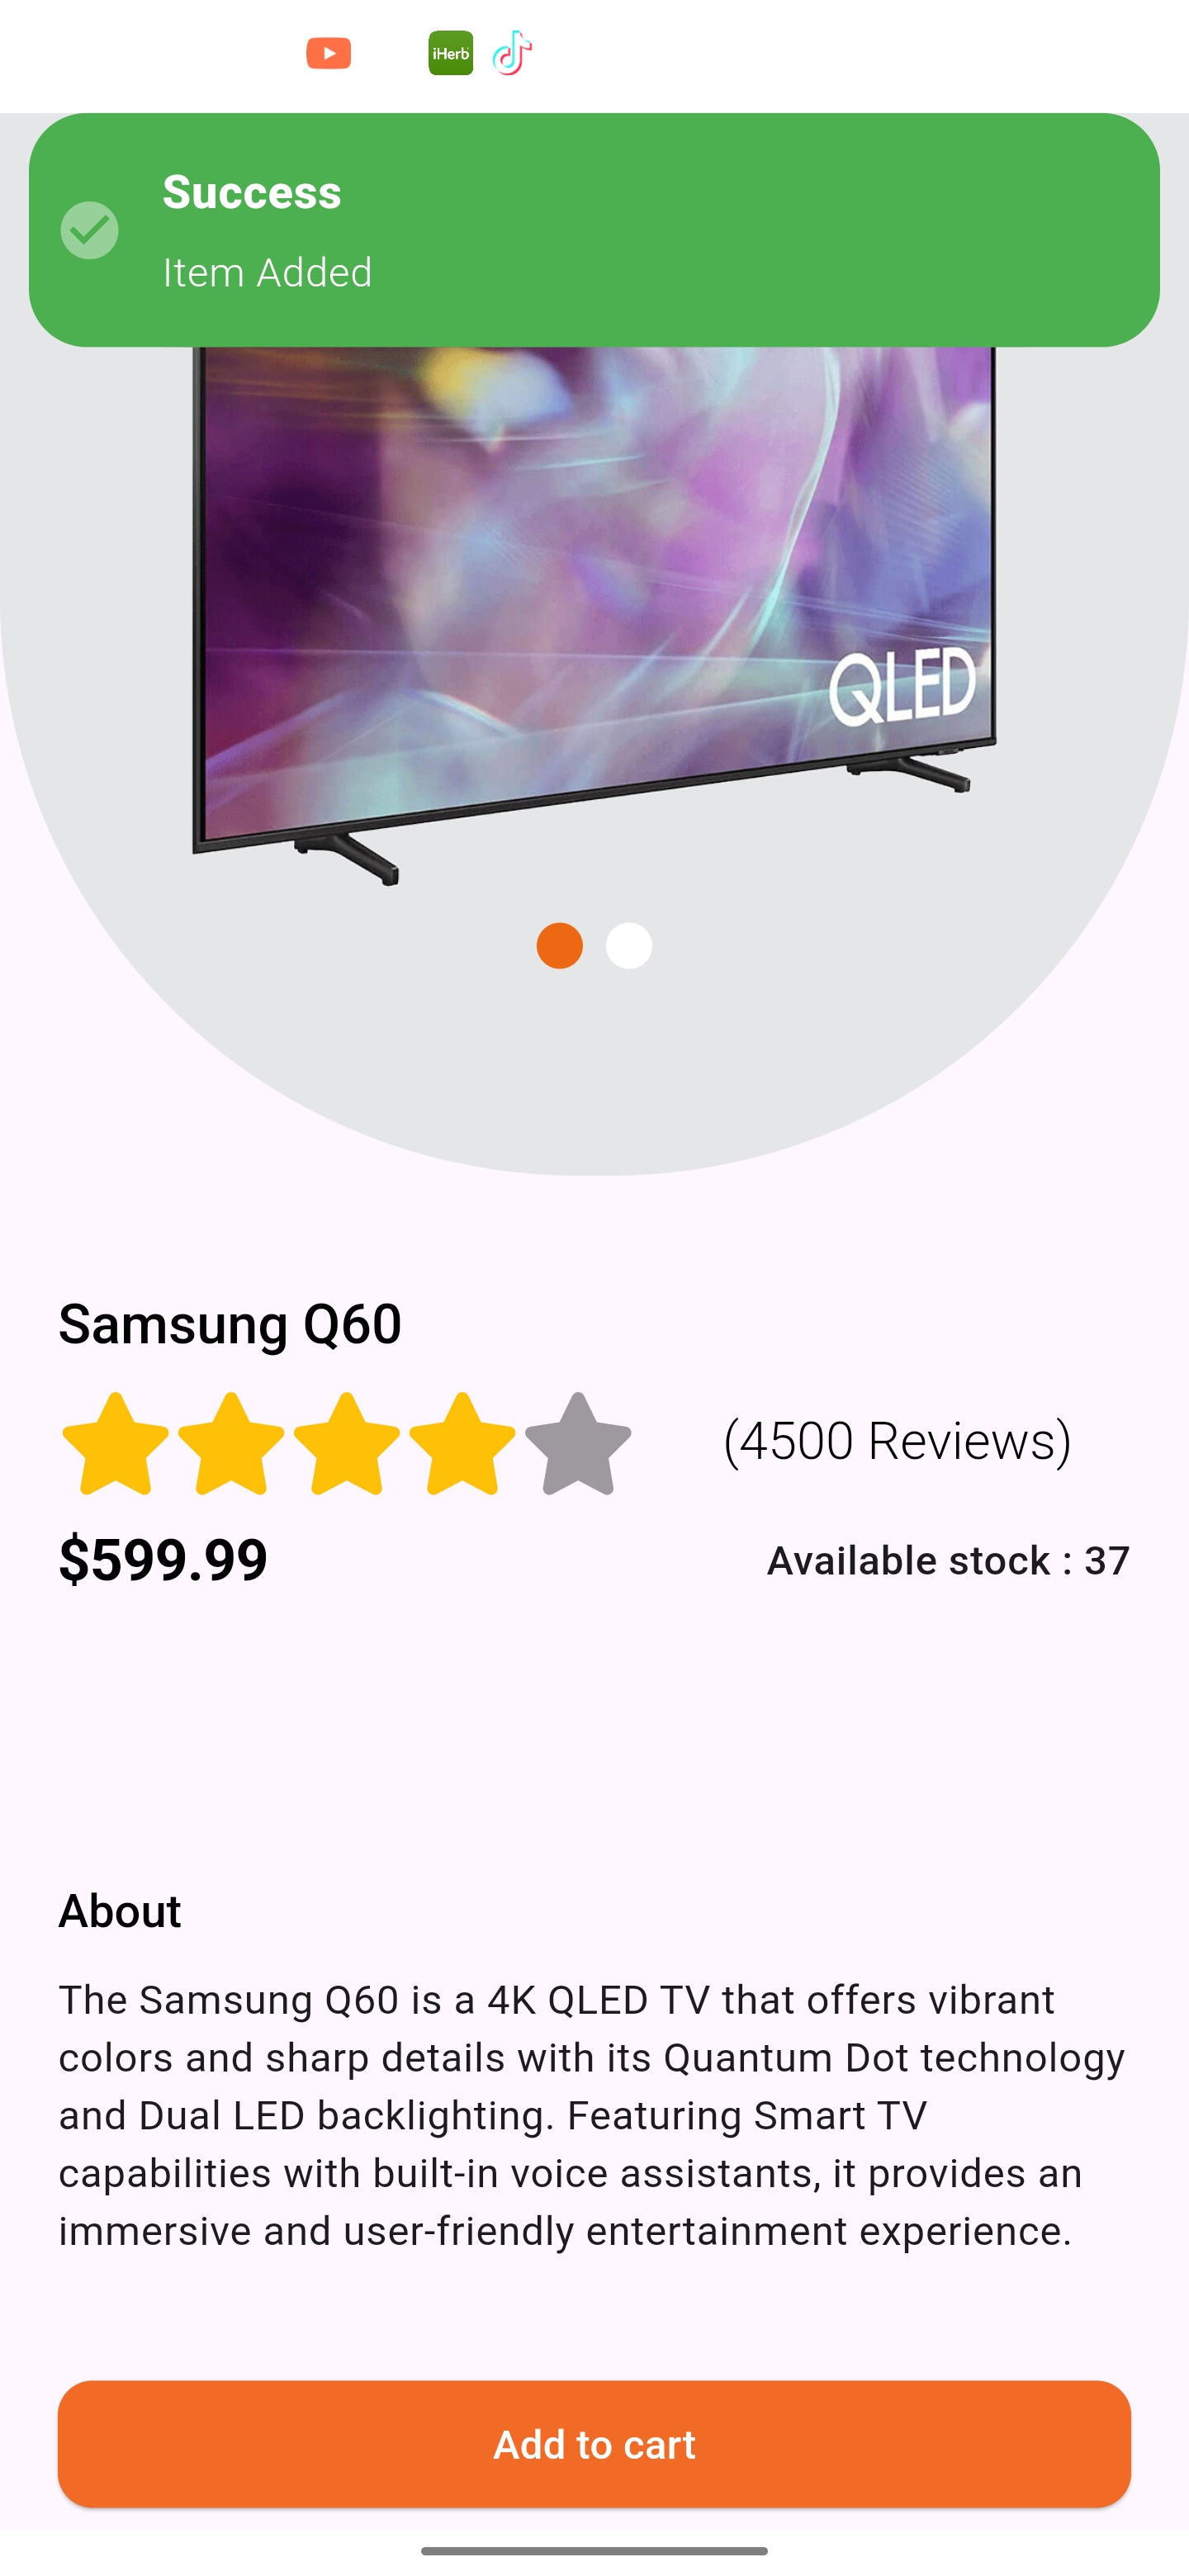 iHerb
Success
Item Added
QLED
Samsung Q60
(4500 Reviews)
$599.99
Available stock : 37
About
The Samsung Q60 is a 4K QLED TV that offers vibrant
colors and sharp details with its Quantum Dot technology
and Dual LED backlighting. Featuring Smart TV
capabilities with built-in voice assistants, it provides an
immersive and user-friendly entertainment experience.
Add to cart